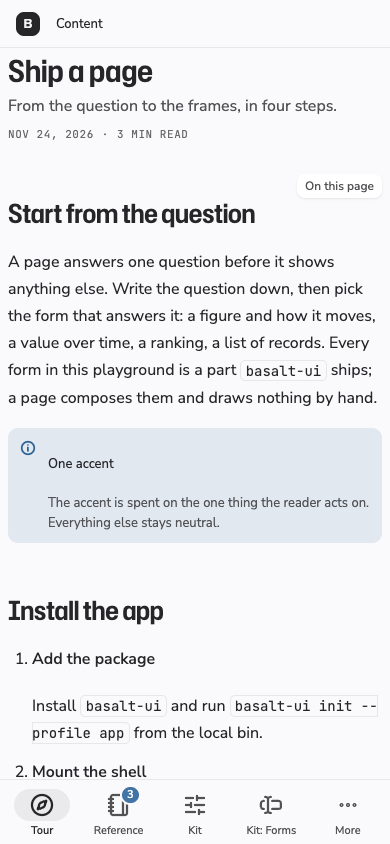 B Content
Ship a page
From the question to the frames, in four steps.
NOV 24, 2026 · 3 MIN READ
On this page
Start from the question
A page answers one question before it shows
anything else. Write the question down, then pick
the form that answers it: a figure and how it moves,
a value over time, a ranking, a list of records. Every
form in this playground is a part basalt-ui ships;
a page composes them and draws nothing by hand.
One accent
The accent is spent on the one thing the reader acts on.
Everything else stays neutral.
Install the app
1. Add the package
Install basalt-ui and run basalt-ui init --
profile app from the local bin.
2. Mount the shell
3
Tour Reference Kit Kit: Forms More